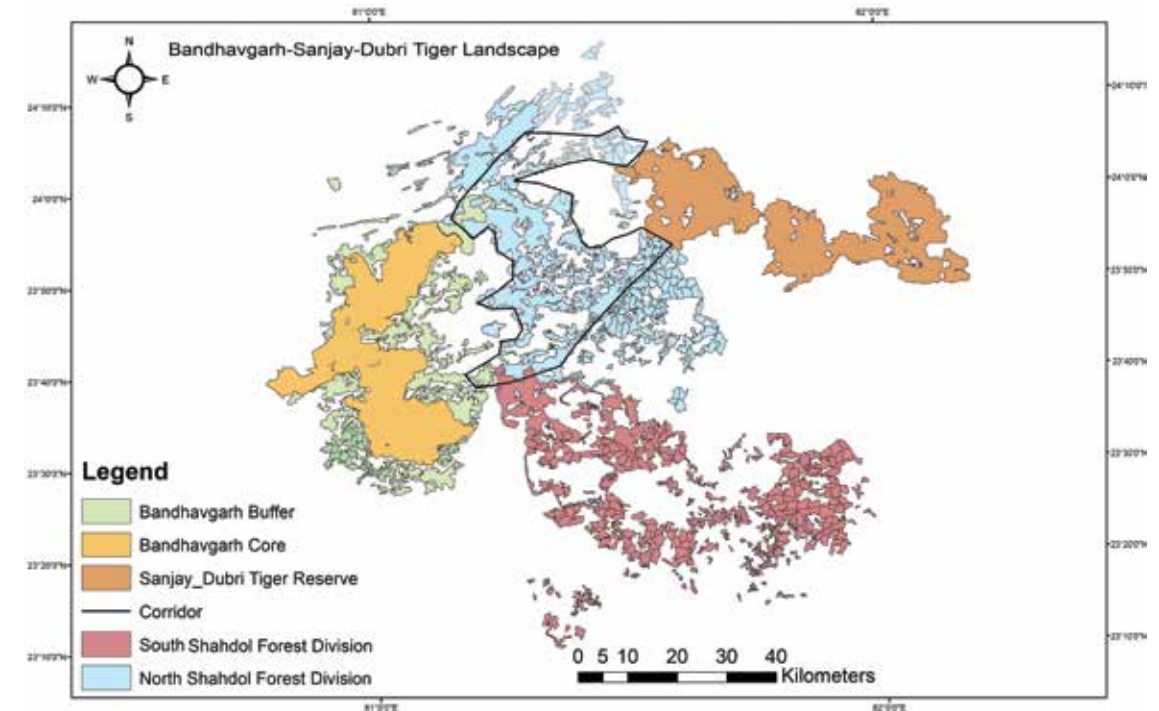 81°0'0"E 82°0'0"E
Bandhavgarh-Sanjay-Dubri Tiger Landscape
N
W E
S
24°10'0"N 24°10'0"N
24°0'0"N 24°0'0"N
23°50'0"N 23°50'0"N
23°40'0"N 23°40'0"N
23°30'0"N 23°30'0"N
23°20'0"N 23°20'0"N
23°10'0"N 23°10'0"N
Legend
Bandhavgarh Buffer
Bandhavgarh Core
Sanjay_Dubri Tiger Reserve
Corridor
South Shahdol Forest Division
North Shahdol Forest Division
0 5 10 20 30 40
Kilometers
81°0'0"E 82°0'0"E